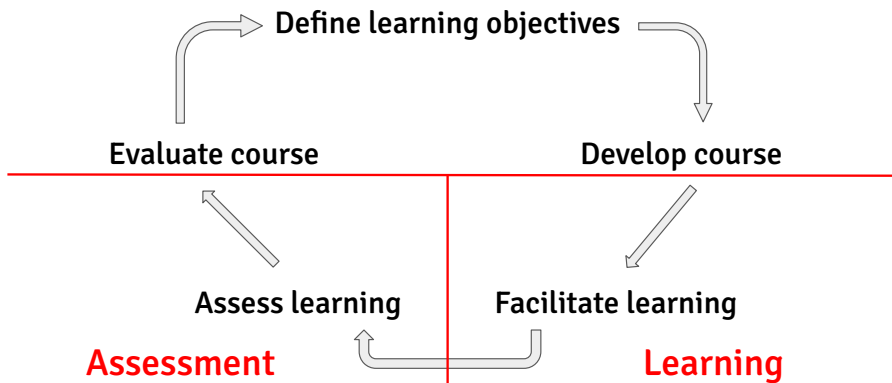 Define learning objectives
Evaluate course
Develop course
Assess learning
Facilitate learning
Assessment
Learning